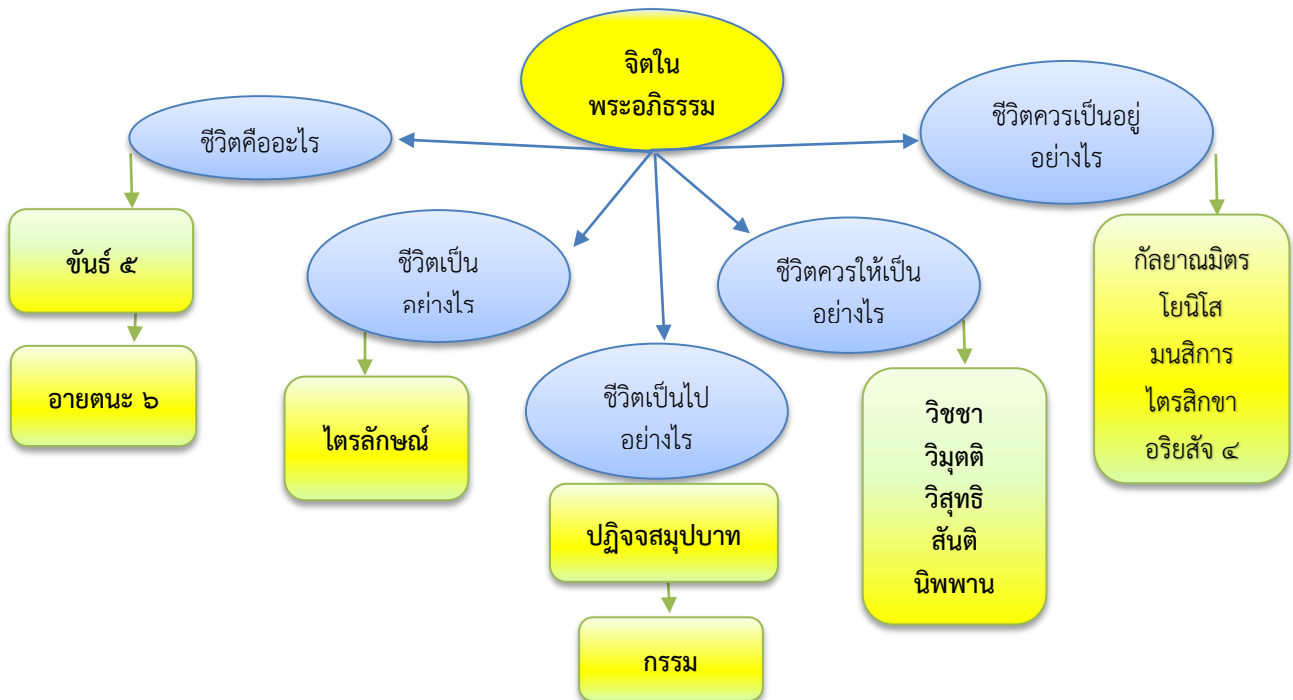 จิตใน
พระอภิธรรม
ชีวิตคืออะไร
ขันธ์ ๕
อายตนะ ๖
ชีวิตเป็น
อย่างไร
ไตรลักษณ์
ชีวิตเป็นไป
อย่างไร
ปฏิจจสมุปบาท
กรรม
ชีวิตควรให้เป็น
อย่างไร
วิชชา
วิมุตติ
วิสุทธิ
สันติ
นิพพาน
ชีวิตควรเป็นอยู่
อย่างไร
กัลยาณมิตร
โยนิโส
มนสิการ
ไตรสิกขา
อริยสัจ ๔